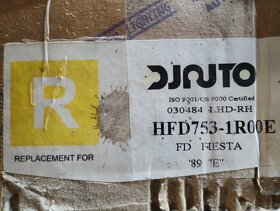 DJAUTO
ISO 9001/QS 9000 Certified
030484 LHD-RH
R
HFD753-1R00E
FD FIESTA
REPLACEMENT FOR
'89 "E"